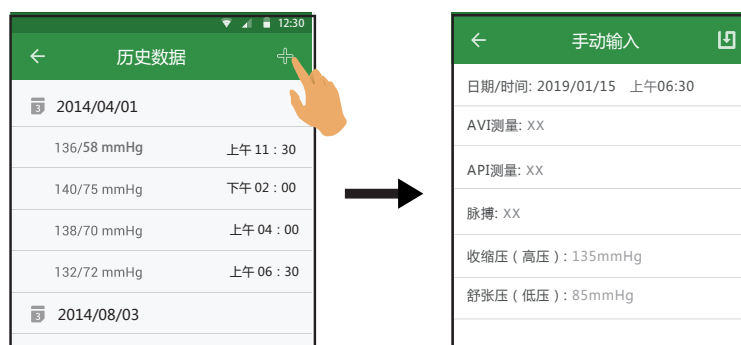 12:30
历史数据
3 2014/04/01
136/58 mmHg 上午 11：30
140/75 mmHg 下午 02：00
138/70 mmHg 上午 04：00
132/72 mmHg 上午 06：30
3 2014/08/03
手动输入
日期/时间: 2019/01/15 上午06:30
AVI测量: XX
API测量: XX
脉搏: XX
收缩压（高压）: 135mmHg
舒张压（低压）: 85mmHg